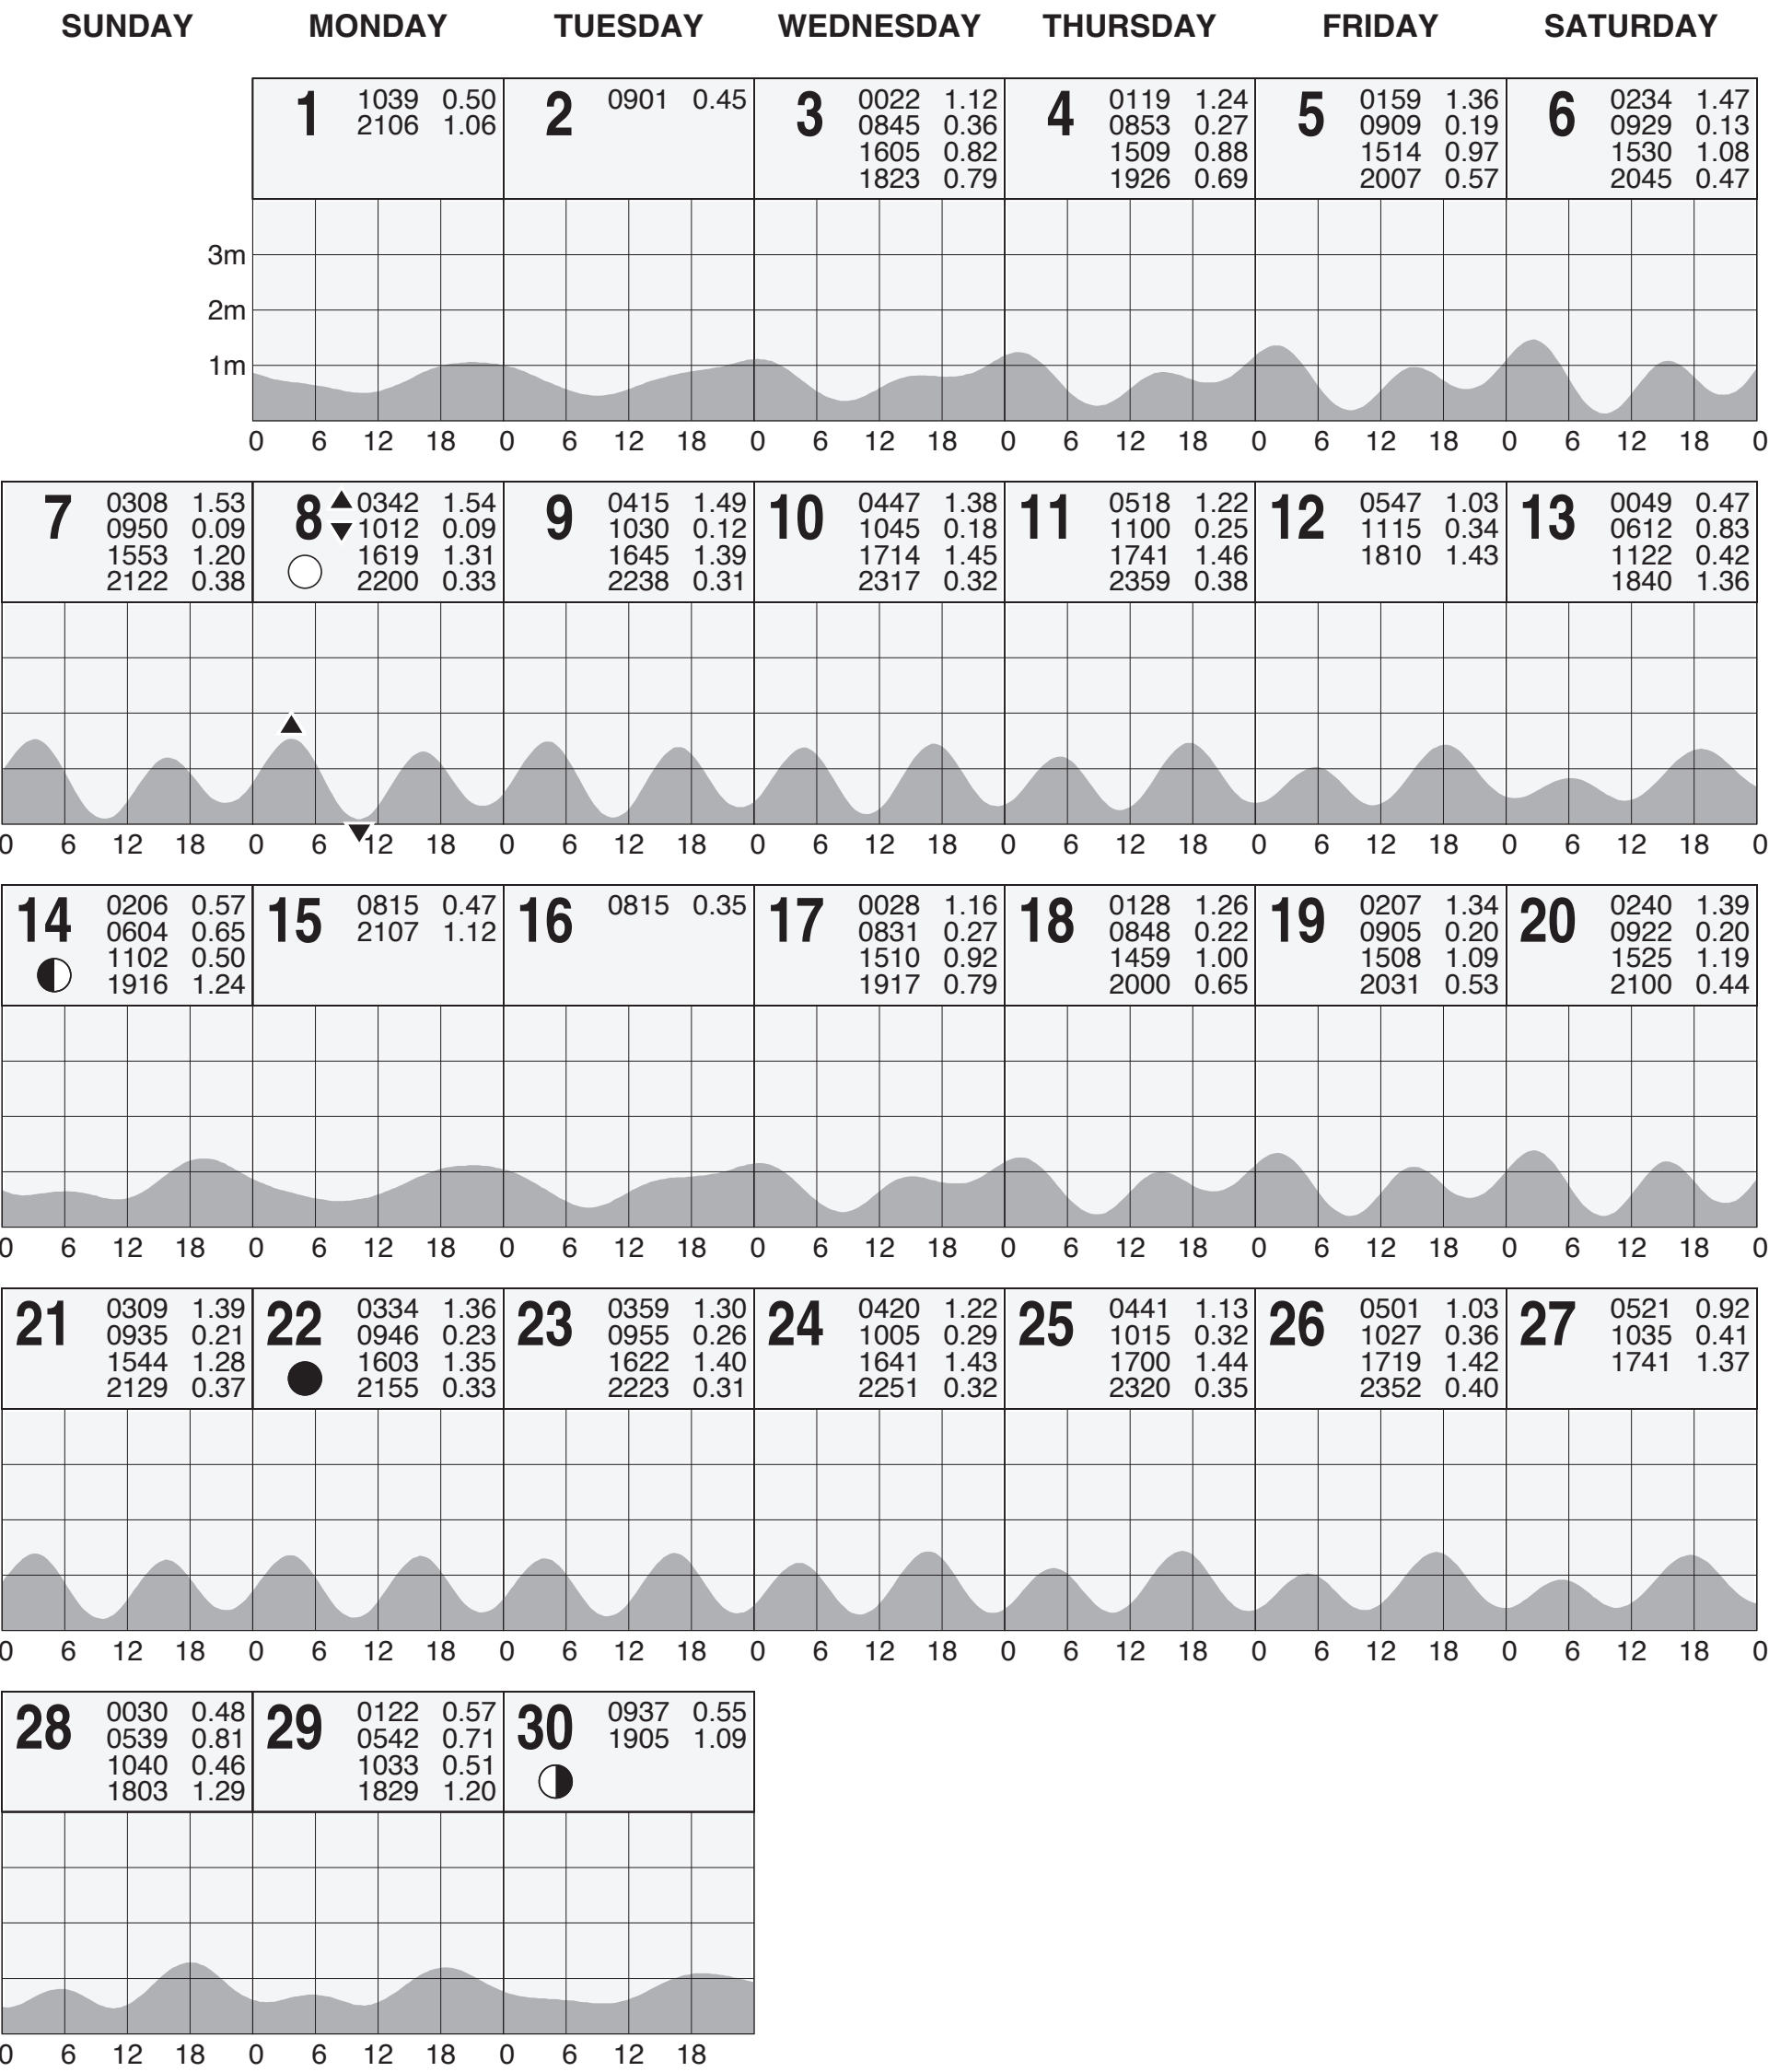 SUNDAY MONDAY TUESDAY WEDNESDAY THURSDAY FRIDAY SATURDAY
1 1039 0.50
2106 1.06
2 0901 0.45
3 0022 1.12
0845 0.36
1605 0.82
1823 0.79
4 0119 1.24
0853 0.27
1509 0.88
1926 0.69
5 0159 1.36
0909 0.19
1514 0.97
2007 0.57
6 0234 1.47
0929 0.13
1530 1.08
2045 0.47
3m
2m
1m
0 6 12 18 0 6 12 18 0 6 12 18 0 6 12 18 0 6 12 18 0 6 12 18 0
7 0308 1.53
0950 0.09
1553 1.20
2122 0.38
8 0342 1.54
1012 0.09
1619 1.31
2200 0.33
9 0415 1.49
1030 0.12
1645 1.39
2238 0.31
10 0447 1.38
1045 0.18
1714 1.45
2317 0.32
11 0518 1.22
1100 0.25
1741 1.46
2359 0.38
12 0547 1.03
1115 0.34
1810 1.43
13 0049 0.47
0612 0.83
1122 0.42
1840 1.36
0 6 12 18 0 6 12 18 0 6 12 18 0 6 12 18 0 6 12 18 0 6 12 18 0 6 12 18 0
14 0206 0.57
0604 0.65
1102 0.50
1916 1.24
15 0815 0.47
2107 1.12
16 0815 0.35
17 0028 1.16
0831 0.27
1510 0.92
1917 0.79
18 0128 1.26
0848 0.22
1459 1.00
2000 0.65
19 0207 1.34
0905 0.20
1508 1.09
2031 0.53
20 0240 1.39
0922 0.20
1525 1.19
2100 0.44
0 6 12 18 0 6 12 18 0 6 12 18 0 6 12 18 0 6 12 18 0 6 12 18 0 6 12 18 0
21 0309 1.39
0935 0.21
1544 1.28
2129 0.37
22 0334 1.36
0946 0.23
1603 1.35
2155 0.33
23 0359 1.30
0955 0.26
1622 1.40
2223 0.31
24 0420 1.22
1005 0.29
1641 1.43
2251 0.32
25 0441 1.13
1015 0.32
1700 1.44
2320 0.35
26 0501 1.03
1027 0.36
1719 1.42
2352 0.40
27 0521 0.92
1035 0.41
1741 1.37
0 6 12 18 0 6 12 18 0 6 12 18 0 6 12 18 0 6 12 18 0 6 12 18 0 6 12 18 0
28 0030 0.48
0539 0.81
1040 0.46
1803 1.29
29 0122 0.57
0542 0.71
1033 0.51
1829 1.20
30 0937 0.55
1905 1.09
0 6 12 18 0 6 12 18 0 6 12 18